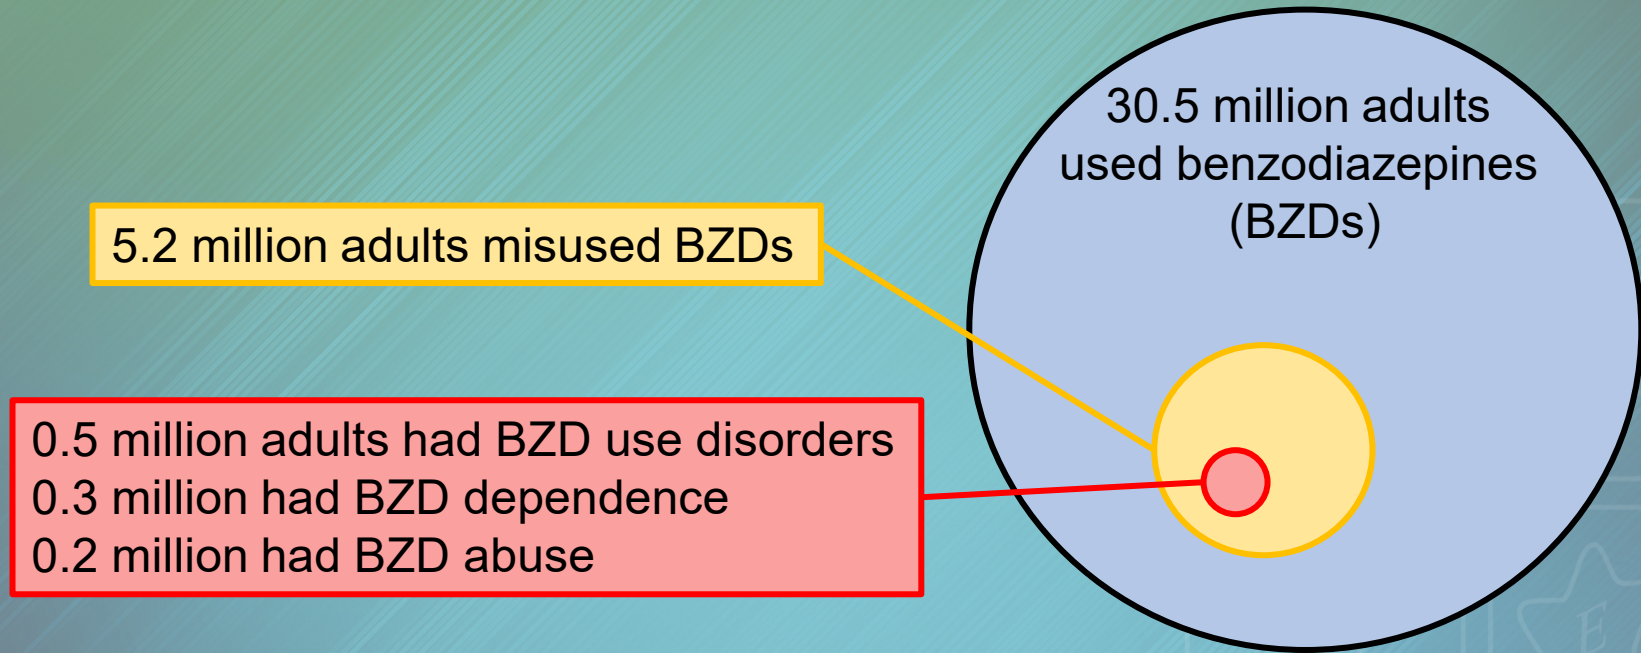 30.5 million adults
used benzodiazepines
(BZDs)
5.2 million adults misused BZDs
0.5 million adults had BZD use disorders
0.3 million had BZD dependence
0.2 million had BZD abuse